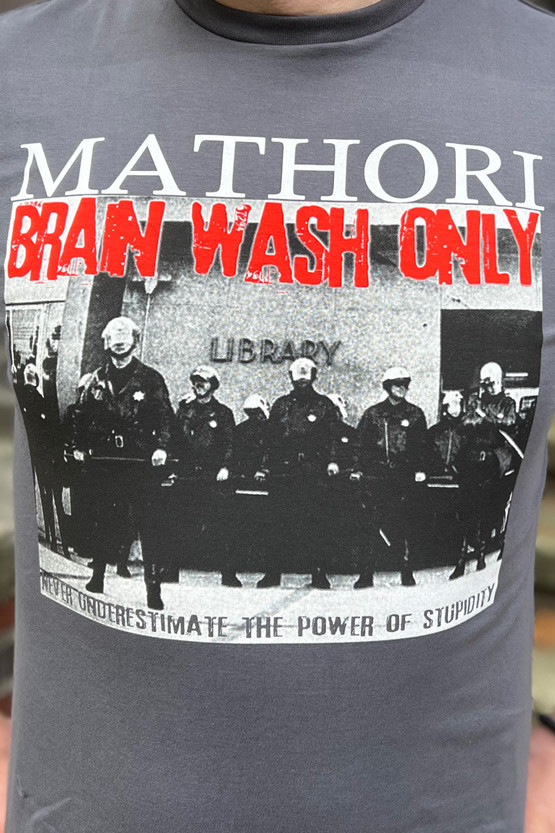 MATHORI
BRAIN WASH ONLY
LIBRARY
NEVER UNDERESTIMATE THE POWER OF STUPIDITY